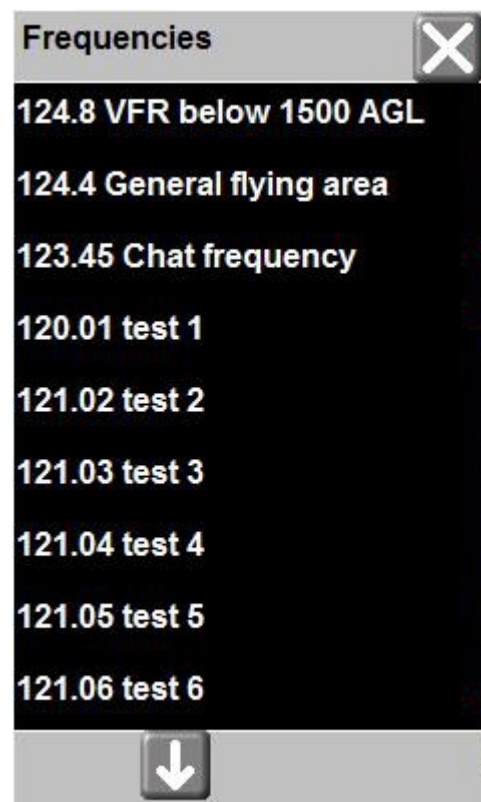 Frequencies
124.8 VFR below 1500 AGL
124.4 General flying area
123.45 Chat frequency
120.01 test 1
121.02 test 2
121.03 test 3
121.04 test 4
121.05 test 5
121.06 test 6